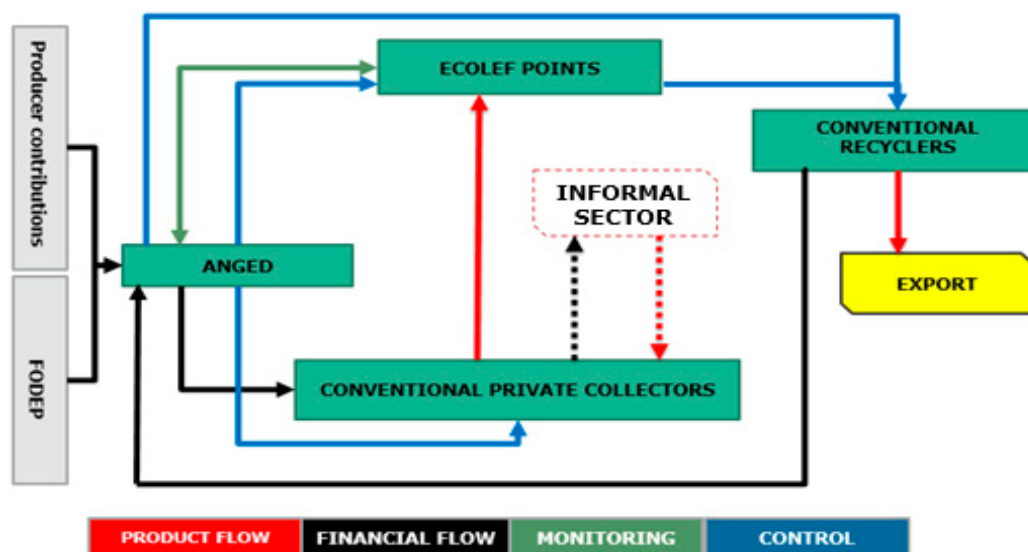 Producer contributions
FODEP
ECOLEF POINTS
CONVENTIONAL
RECYCLERS
INFORMAL
SECTOR
ANGED
EXPORT
CONVENTIONAL PRIVATE COLLECTORS
PRODUCT FLOW
FINANCIAL FLOW
MONITORING
CONTROL